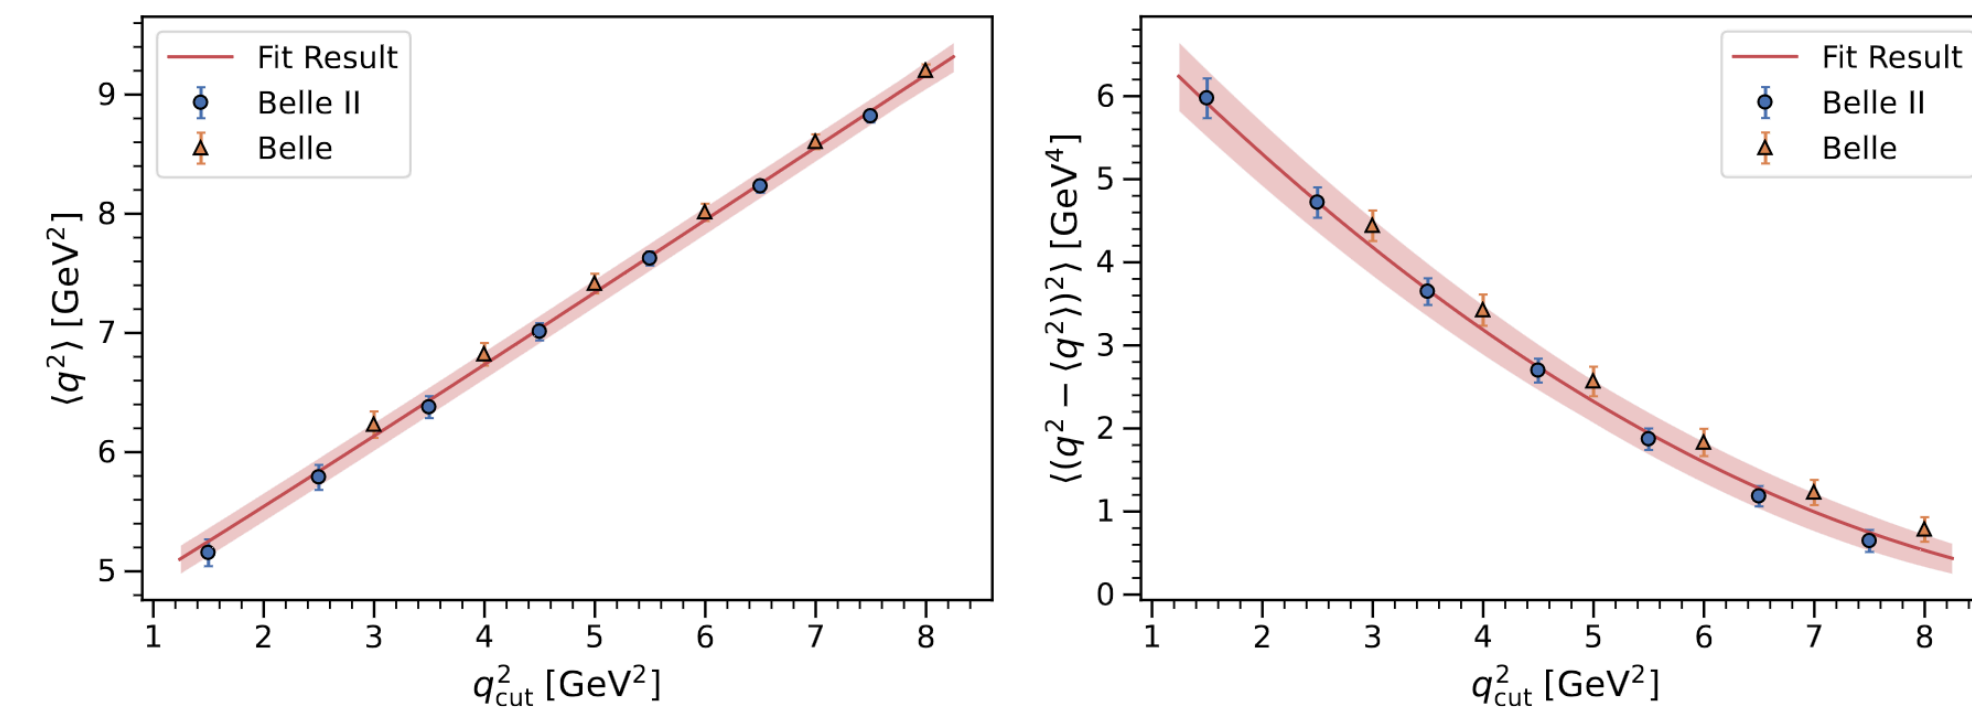 Fit Result
Belle II
Belle
⟨q²⟩ [GeV²]
9
8
7
6
5
1 2 3 4 5 6 7 8
q²cut [GeV²]
Fit Result
Belle II
Belle
⟨(q² − ⟨q²⟩)²⟩ [GeV⁴]
6
5
4
3
2
1
0
1 2 3 4 5 6 7 8
q²cut [GeV²]